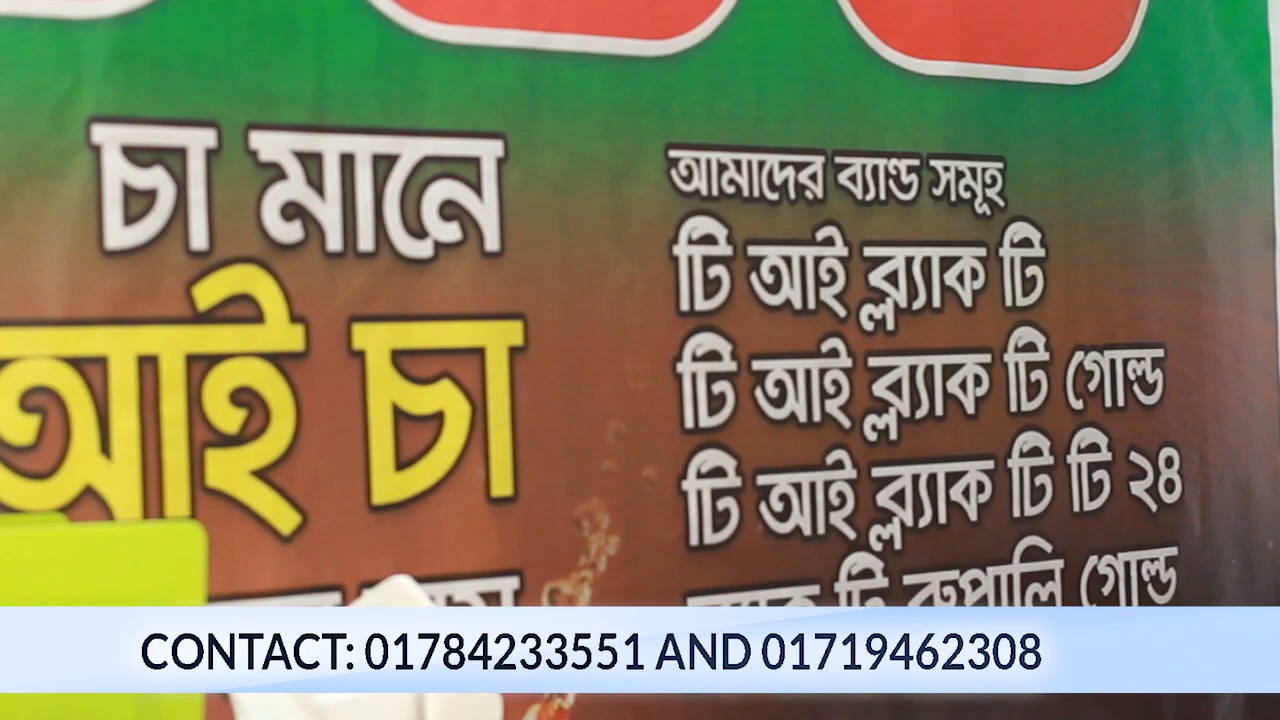 চা মানে
আই চা
আমাদের ব্যান্ড সমূহ
টি আই ব্ল্যাক টি
টি আই ব্ল্যাক টি গোল্ড
টি আই ব্ল্যাক টি টি ২৪
টি রুপালি গোল্ড
CONTACT: 01784233551 AND 01719462308